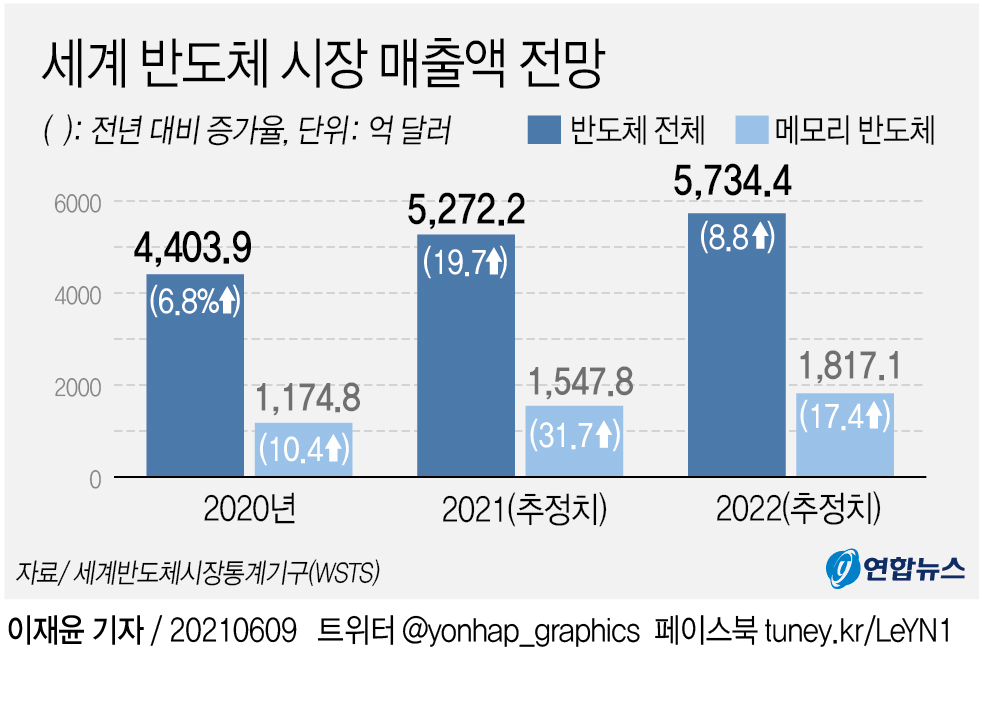 세계 반도체 시장 매출액 전망
( ): 전년 대비 증가율, 단위: 억 달러
반도체 전체
메모리 반도체
6000
4000
2000
0
4,403.9
(6.8%⬆)
1,174.8
(10.4⬆)
5,272.2
(19.7⬆)
1,547.8
(31.7⬆)
5,734.4
(8.8⬆)
1,817.1
(17.4⬆)
2020년
2021(추정치)
2022(추정치)
자료/ 세계반도체시장통계기구(WSTS)
연합뉴스
이재윤 기자 / 20210609 트위터 @yonhap_graphics 페이스북 tuney.kr/LeYN1